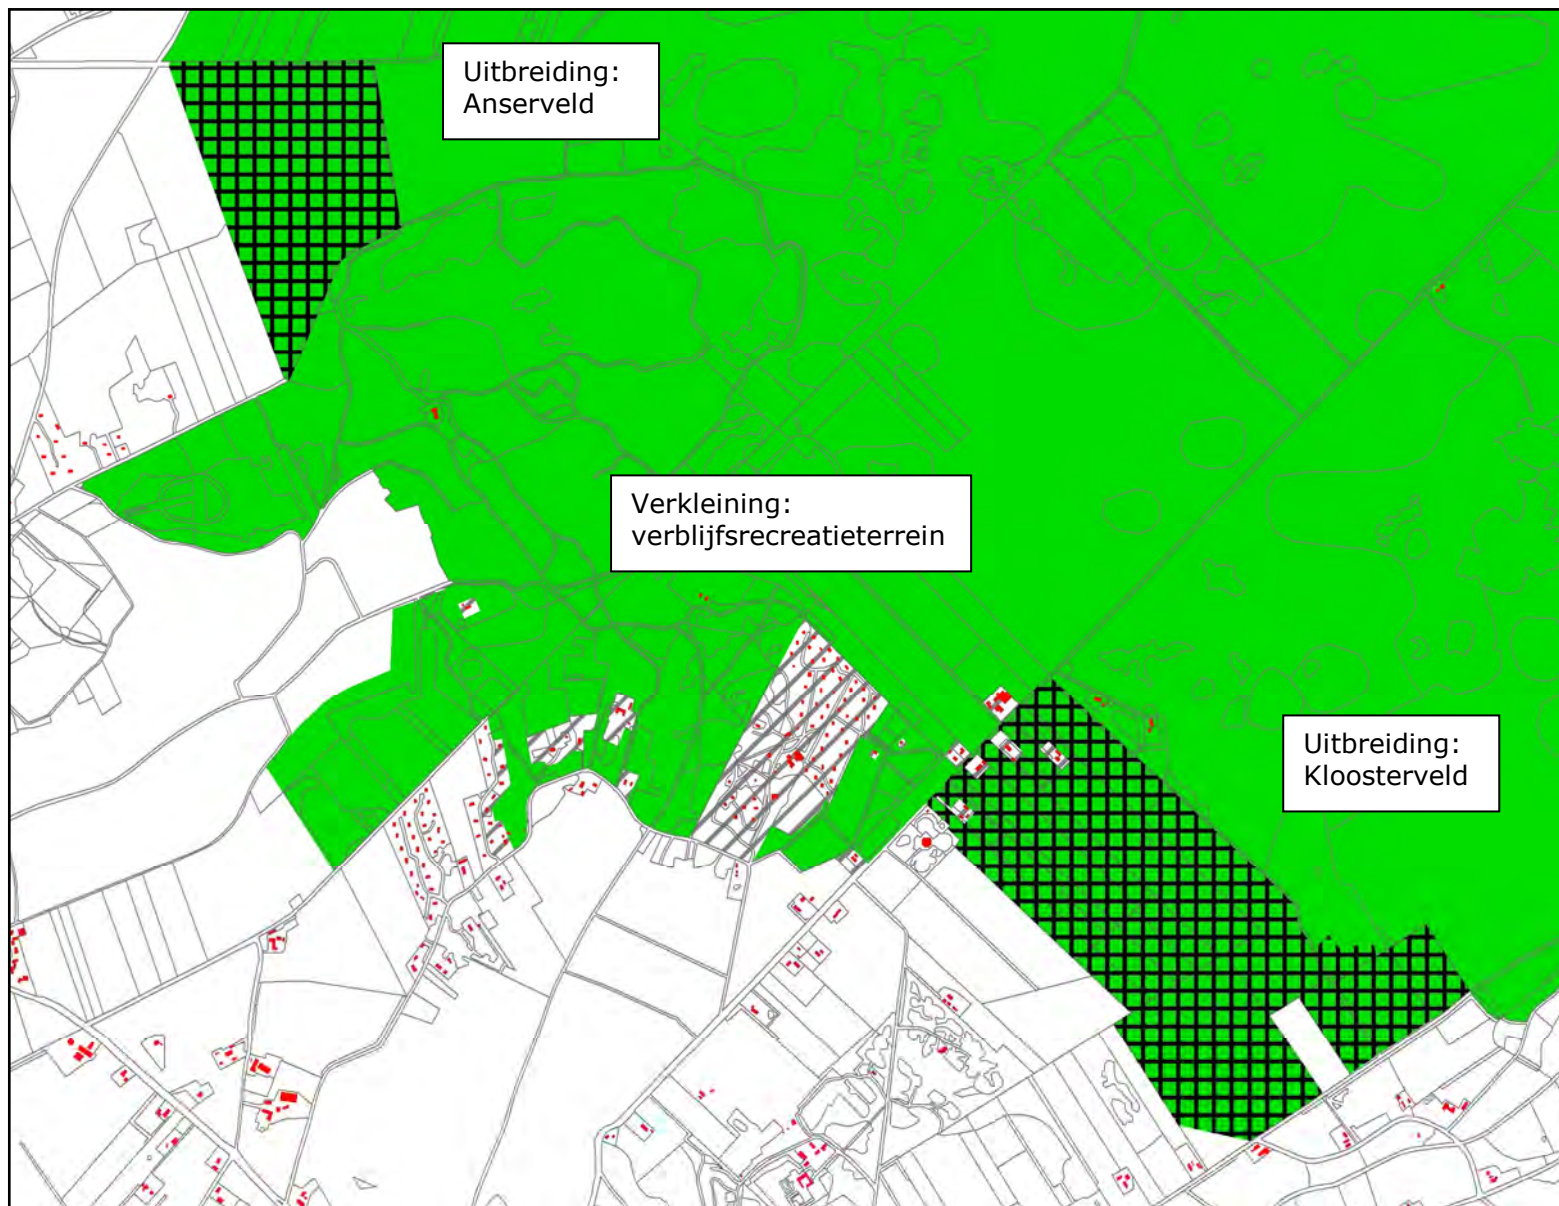 Uitbreiding:
Anserveld
Verkleining:
verblijfsrecreatieterrein
Uitbreiding:
Kloosterveld